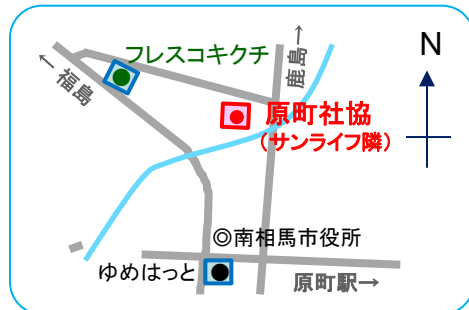 フレスコキクチ
鹿島→
N
← 福島
原町社協
（サンライフ隣）
◎南相馬市役所
ゆめはっと
原町駅→